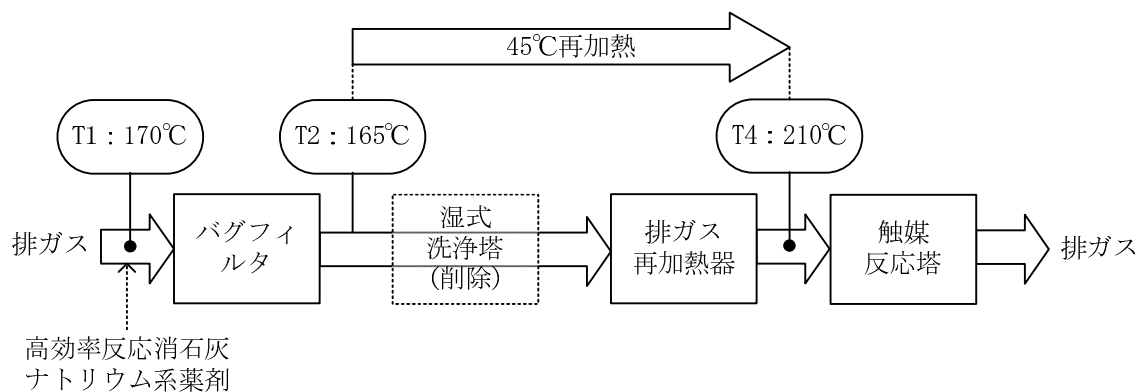 45℃再加熱
T1：170℃
T2：165℃
T4：210℃
排ガス
バグフィ
ルタ
湿式
洗浄塔
(削除)
排ガス
再加熱器
触媒
反応塔
排ガス
高効率反応消石灰
ナトリウム系薬剤